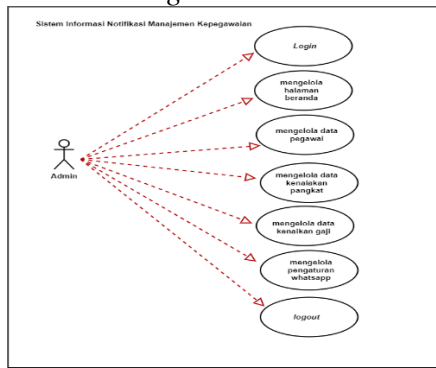 Sistem Informasi Notifikasi Manajemen Kepegawaian
Login
mengelola
halaman
beranda
mengelola data
pegawai
Admin
mengelola data
kenaiakan
pangkat
mengelola data
kenaikan gaji
mengelola
pengaturan
whatsapp
logout